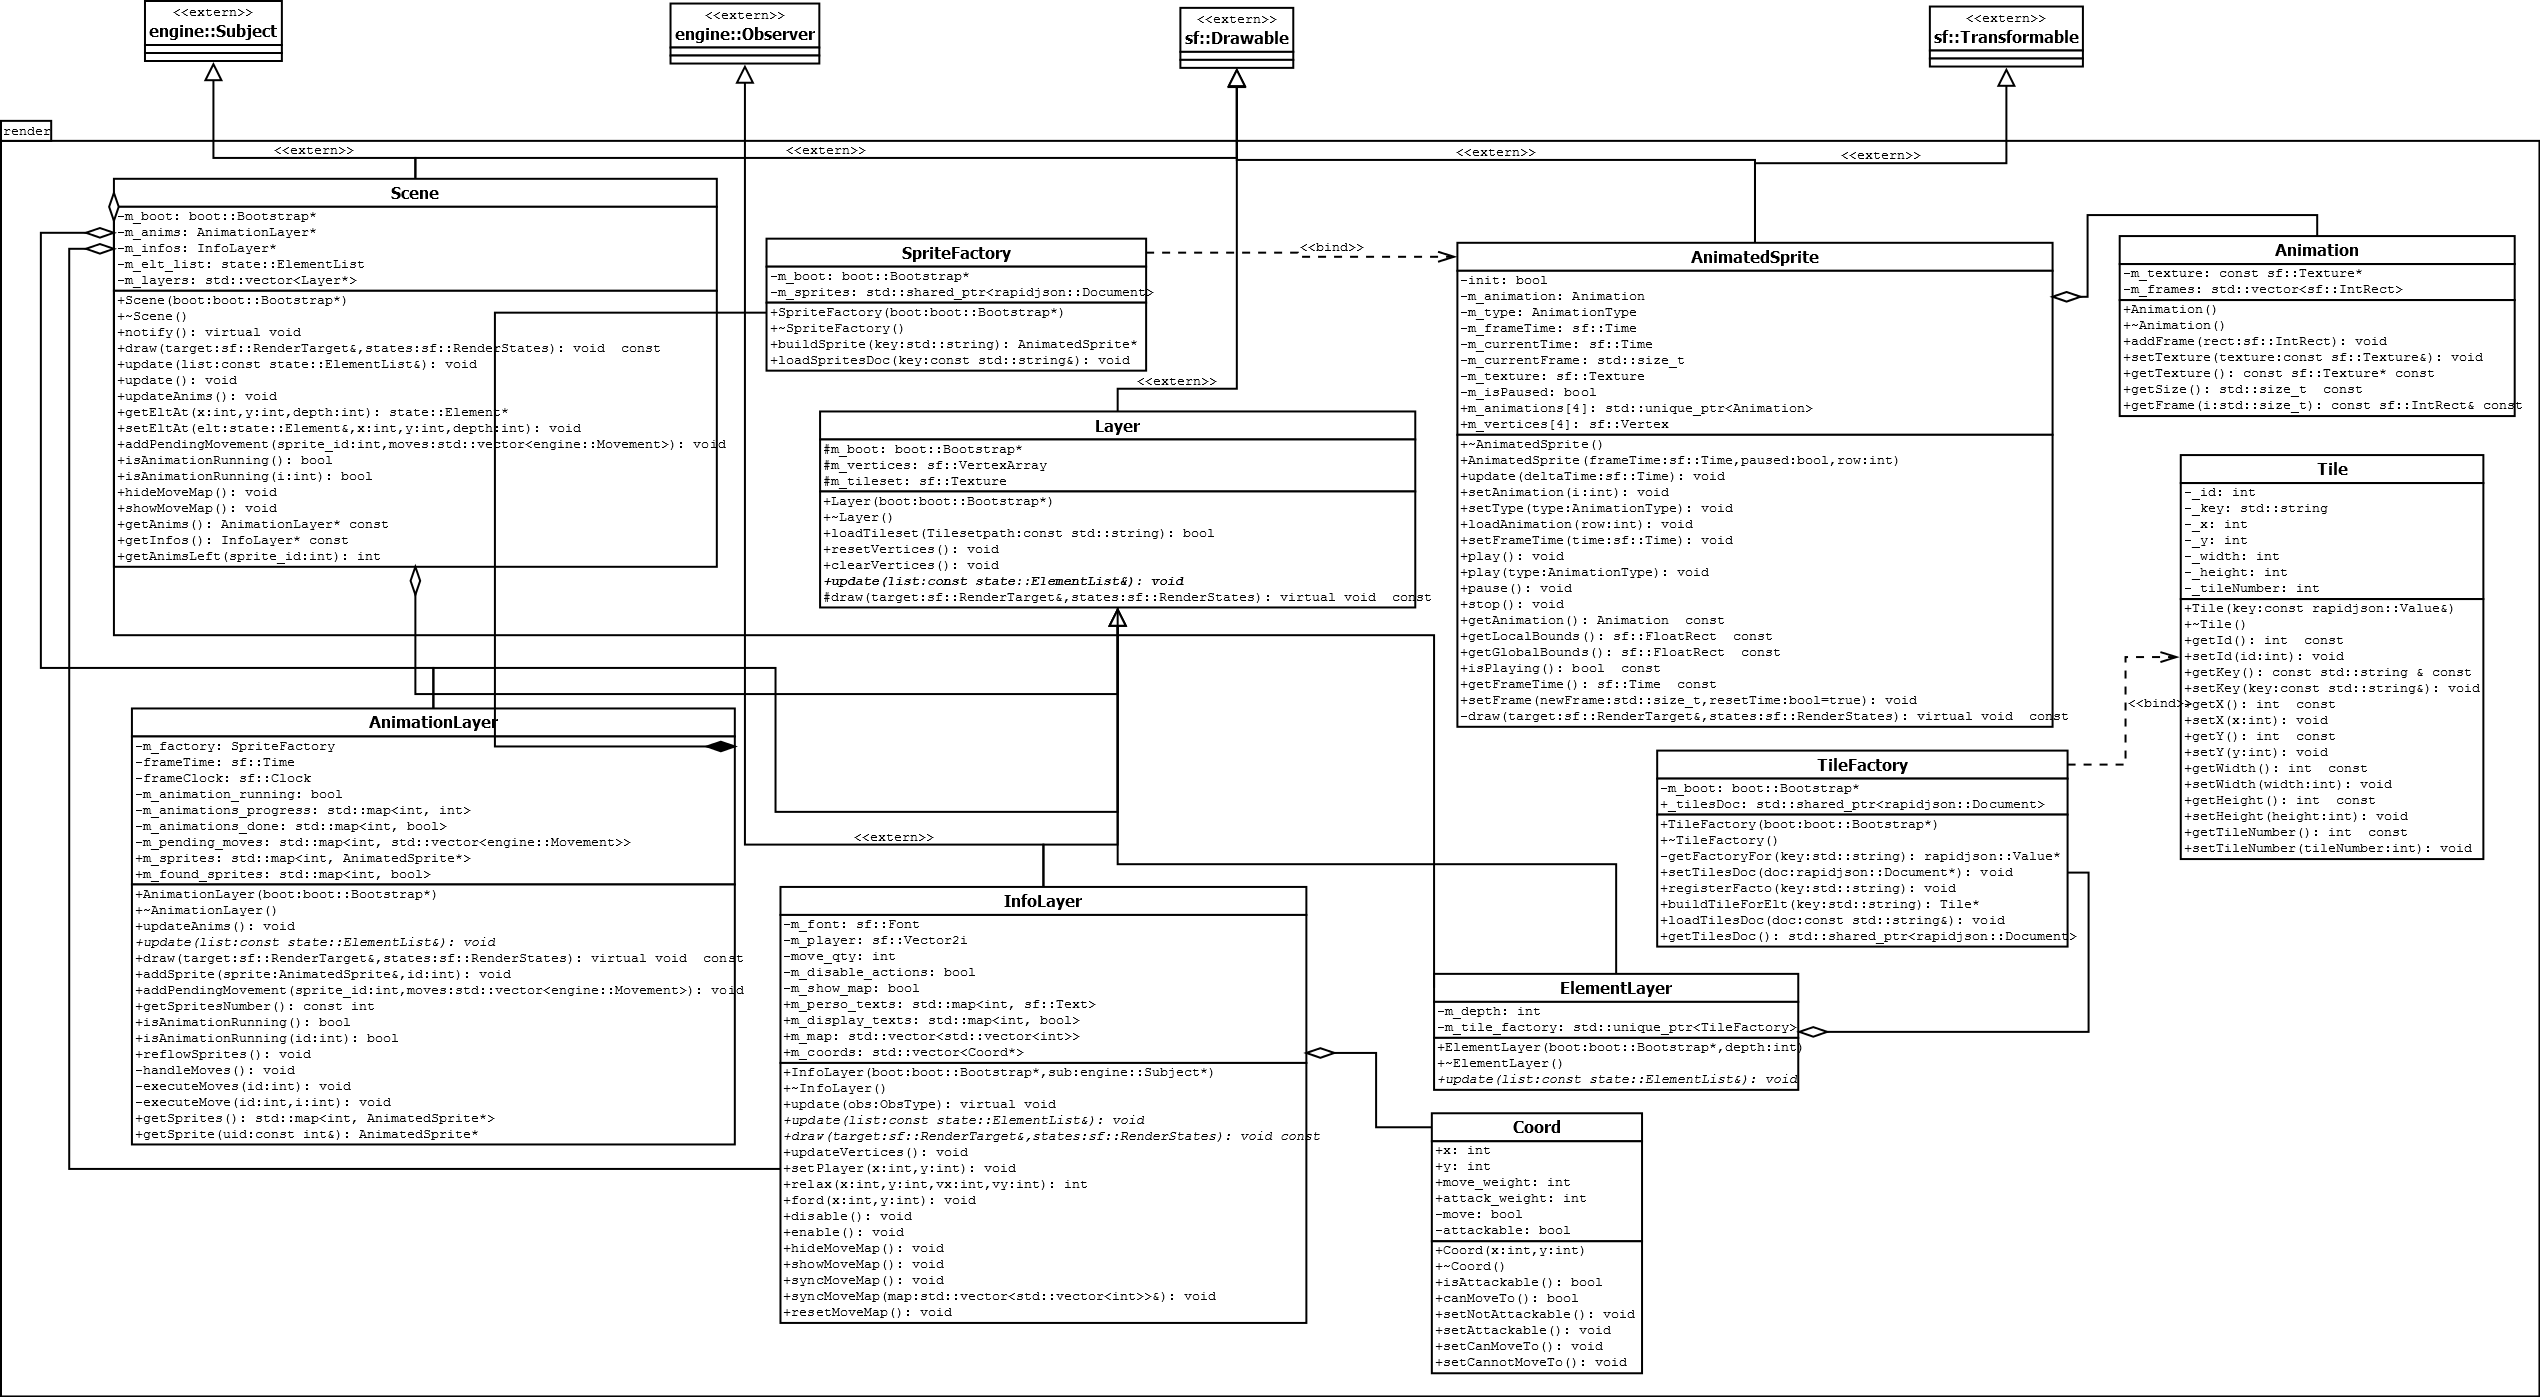 <<extern>>
engine::Subject
<<extern>>
engine::Observer
<<extern>>
sf::Drawable
<<extern>>
sf::Transformable
render
<<extern>>
<<extern>>
<<extern>>
<<extern>>
Scene
-m_boot: boot::Bootstrap*
-m_anims: AnimationLayer*
-m_infos: InfoLayer*
-m_elt_list: state::ElementList
-m_layers: std::vector<Layer*>
+Scene(boot:boot::Bootstrap*)
+~Scene()
+notify(): virtual void
+draw(target:sf::RenderTarget&,states:sf::RenderStates): void  const
+update(list:const state::ElementList&): void
+update(): void
+updateAnims(): void
+getEltAt(x:int,y:int,depth:int): state::Element*
+setEltAt(elt:state::Element&,x:int,y:int,depth:int): void
+addPendingMovement(sprite_id:int,moves:std::vector<engine::Movement>): void
+isAnimationRunning(): bool
+isAnimationRunning(i:int): bool
+hideMoveMap(): void
+showMoveMap(): void
+getAnims(): AnimationLayer* const
+getInfos(): InfoLayer* const
+getAnimsLeft(sprite_id:int): int
SpriteFactory
-m_boot: boot::Bootstrap*
-m_sprites: std::shared_ptr<rapidjson::Document>
+SpriteFactory(boot:boot::Bootstrap*)
+~SpriteFactory()
+buildSprite(key:std::string): AnimatedSprite*
+loadSpritesDoc(key:const std::string&): void
<<bind>>
<<extern>>
AnimatedSprite
-init: bool
-m_animation: Animation
-m_type: AnimationType
-m_frameTime: sf::Time
-m_currentTime: sf::Time
-m_currentFrame: std::size_t
-m_texture: sf::Texture
-m_isPaused: bool
+m_animations[4]: std::unique_ptr<Animation>
+m_vertices[4]: sf::Vertex
+~AnimatedSprite()
+AnimatedSprite(frameTime:sf::Time,paused:bool,row:int)
+update(deltaTime:sf::Time): void
+setAnimation(i:int): void
+setType(type:AnimationType): void
+loadAnimation(row:int): void
+setFrameTime(time:sf::Time): void
+play(): void
+play(type:AnimationType): void
+pause(): void
+stop(): void
+getAnimation(): Animation  const
+getLocalBounds(): sf::FloatRect  const
+getGlobalBounds(): sf::FloatRect  const
+isPlaying(): bool  const
+getFrameTime(): sf::Time  const
+setFrame(newFrame:std::size_t,resetTime:bool=true): void
-draw(target:sf::RenderTarget&,states:sf::RenderStates): virtual void  const
Animation
-m_texture: const sf::Texture*
-m_frames: std::vector<sf::IntRect>
+Animation()
+~Animation()
+addFrame(rect:sf::IntRect): void
+setTexture(texture:const sf::Texture&): void
+getTexture(): const sf::Texture* const
+getSize(): std::size_t  const
+getFrame(i:std::size_t): const sf::IntRect& const
Layer
#m_boot: boot::Bootstrap*
#m_vertices: sf::VertexArray
#m_tileset: sf::Texture
+Layer(boot:boot::Bootstrap*)
+~Layer()
+loadTileset(Tilesetpath:const std::string): bool
+resetVertices(): void
+clearVertices(): void
+update(list:const state::ElementList&): void
#draw(target:sf::RenderTarget&,states:sf::RenderStates): virtual void  const
Tile
-_id: int
-_key: std::string
-_x: int
-_y: int
-_width: int
-_height: int
-_tileNumber: int
+Tile(key:const rapidjson::Value&)
+~Tile()
+getId(): int  const
+setId(id:int): void
+getKey(): const std::string & const
+setKey(key:const std::string&): void
+getX(): int  const
+setX(x:int): void
+getY(): int  const
+setY(y:int): void
+getWidth(): int  const
+setWidth(width:int): void
+getHeight(): int  const
+setHeight(height:int): void
+getTileNumber(): int  const
+setTileNumber(tileNumber:int): void
<<bind>>
AnimationLayer
-m_factory: SpriteFactory
-frameTime: sf::Time
-frameClock: sf::Clock
-m_animation_running: bool
-m_animations_progress: std::map<int, int>
-m_animations_done: std::map<int, bool>
-m_pending_moves: std::map<int, std::vector<engine::Movement>>
+m_sprites: std::map<int, AnimatedSprite*>
+m_found_sprites: std::map<int, bool>
+AnimationLayer(boot:boot::Bootstrap*)
+~AnimationLayer()
+updateAnims(): void
+update(list:const state::ElementList&): void
+draw(target:sf::RenderTarget&,states:sf::RenderStates): virtual void  const
+addSprite(sprite:AnimatedSprite&,id:int): void
+addPendingMovement(sprite_id:int,moves:std::vector<engine::Movement>): void
+getSpritesNumber(): const int
+isAnimationRunning(): bool
+isAnimationRunning(id:int): bool
+reflowSprites(): void
-handleMoves(): void
-executeMoves(id:int): void
-executeMove(id:int,i:int): void
+getSprites(): std::map<int, AnimatedSprite*>
+getSprite(uid:const int&): AnimatedSprite*
TileFactory
-m_boot: boot::Bootstrap*
+_tilesDoc: std::shared_ptr<rapidjson::Document>
+TileFactory(boot:boot::Bootstrap*)
+~TileFactory()
-getFactoryFor(key:std::string): rapidjson::Value*
+setTilesDoc(doc:rapidjson::Document*): void
+registerFacto(key:std::string): void
+buildTileForElt(key:std::string): Tile*
+loadTilesDoc(doc:const std::string&): void
+getTilesDoc(): std::shared_ptr<rapidjson::Document>
<<extern>>
InfoLayer
-m_font: sf::Font
-m_player: sf::Vector2i
-move_qty: int
-m_disable_actions: bool
-m_show_map: bool
+m_perso_texts: std::map<int, sf::Text>
+m_display_texts: std::map<int, bool>
+m_map: std::vector<std::vector<int>>
+m_coords: std::vector<Coord*>
+InfoLayer(boot:boot::Bootstrap*,sub:engine::Subject*)
+~InfoLayer()
+update(obs:ObsType): virtual void
+update(list:const state::ElementList&): void
+draw(target:sf::RenderTarget&,states:sf::RenderStates): void const
+updateVertices(): void
+setPlayer(x:int,y:int): void
+relax(x:int,y:int,vx:int,vy:int): int
+ford(x:int,y:int): void
+disable(): void
+enable(): void
+hideMoveMap(): void
+showMoveMap(): void
+syncMoveMap(): void
+syncMoveMap(map:std::vector<std::vector<int>>&): void
+resetMoveMap(): void
ElementLayer
-m_depth: int
-m_tile_factory: std::unique_ptr<TileFactory>
+ElementLayer(boot:boot::Bootstrap*,depth:int)
+~ElementLayer()
+update(list:const state::ElementList&): void
Coord
+x: int
+y: int
+move_weight: int
+attack_weight: int
-move: bool
-attackable: bool
+Coord(x:int,y:int)
+~Coord()
+isAttackable(): bool
+canMoveTo(): bool
+setNotAttackable(): void
+setAttackable(): void
+setCanMoveTo(): void
+setCannotMoveTo(): void